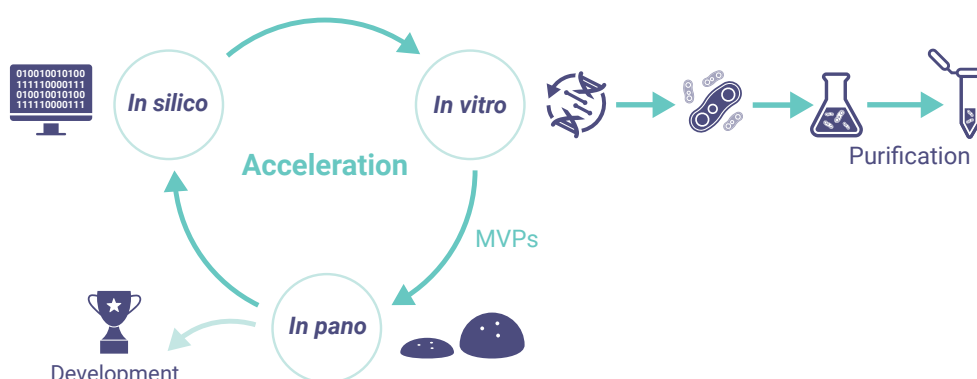 010010010100
111110000111
010010010100
111110000111
In silico
In vitro
Purification
Acceleration
MVPs
In pano
Development